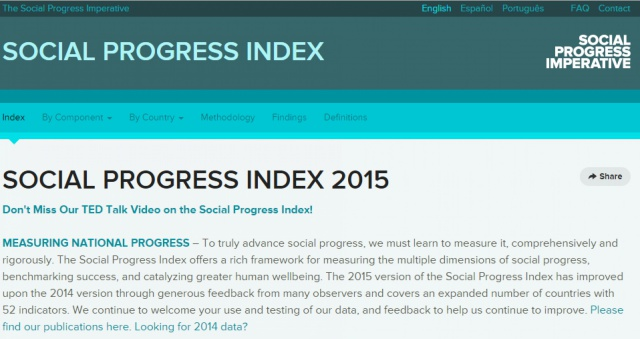 The Social Progress Imperative
English Español Português FAQ Contact
SOCIAL PROGRESS INDEX
SOCIAL
PROGRESS
IMPERATIVE
Index By Component By Country Methodology Findings Definitions
SOCIAL PROGRESS INDEX 2015
Share
Don't Miss Our TED Talk Video on the Social Progress Index!
MEASURING NATIONAL PROGRESS – To truly advance social progress, we must learn to measure it, comprehensively and
rigorously. The Social Progress Index offers a rich framework for measuring the multiple dimensions of social progress,
benchmarking success, and catalyzing greater human wellbeing. The 2015 version of the Social Progress Index has improved
upon the 2014 version through generous feedback from many observers and covers an expanded number of countries with
52 indicators. We continue to welcome your use and testing of our data, and feedback to help us continue to improve. Please
find our publications here. Looking for 2014 data?